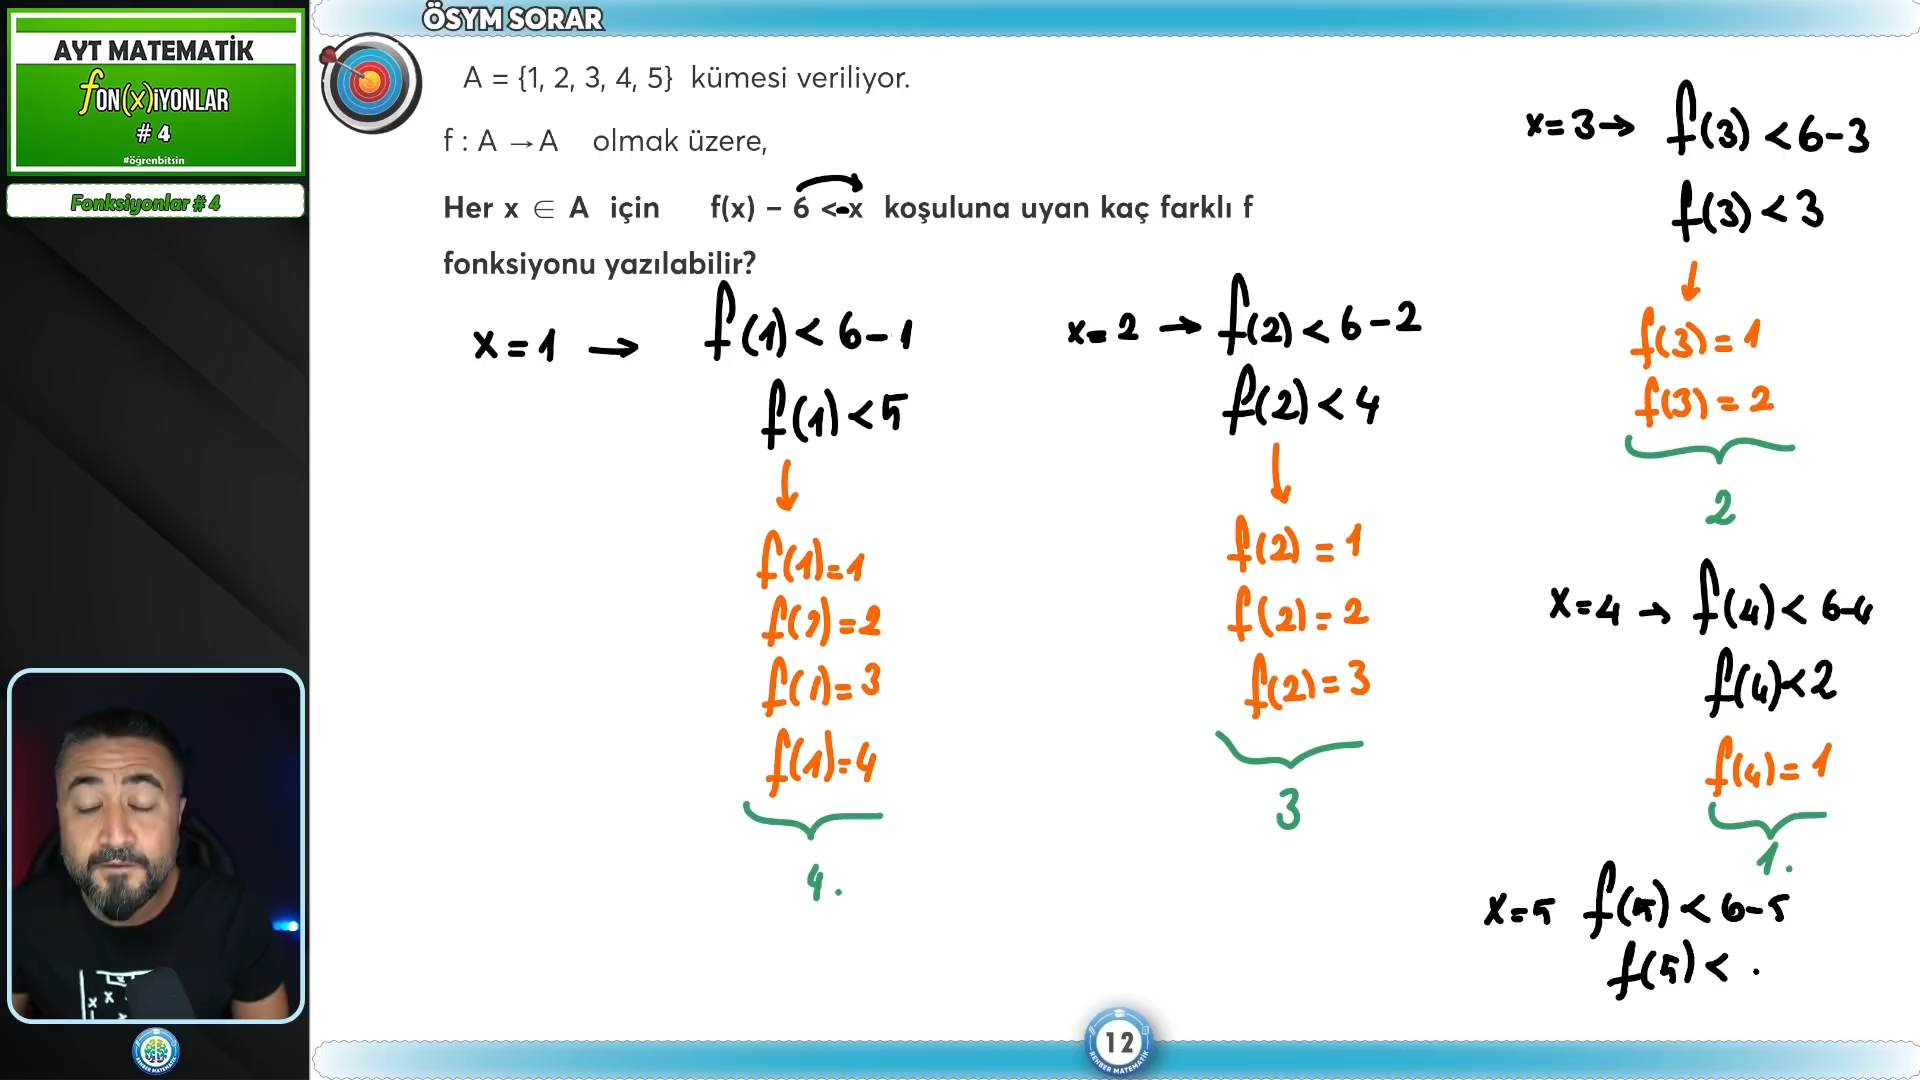 ÖSYM SORAR
AYT MATEMATİK
fON(x)iYONLAR
# 4
#öğrenbitsin
Fonksiyonlar # 4
A = {1, 2, 3, 4, 5} kümesi veriliyor.
f : A → A olmak üzere,
Her x ∈ A için f(x) – 6 < -x koşuluna uyan kaç farklı f
fonksiyonu yazılabilir?
x = 1 → f(1) < 6 - 1
f(1) < 5
↓
f(1) = 1
f(1) = 2
f(1) = 3
f(1) = 4
4.
x = 2 → f(2) < 6 - 2
f(2) < 4
↓
f(2) = 1
f(2) = 2
f(2) = 3
3
x = 3 → f(3) < 6 - 3
f(3) < 3
↓
f(3) = 1
f(3) = 2
2
x = 4 → f(4) < 6 - 4
f(4) < 2
f(4) = 1
1.
x = 5 f(5) < 6 - 5
f(5) < .
12
REHBER MATEMATİK